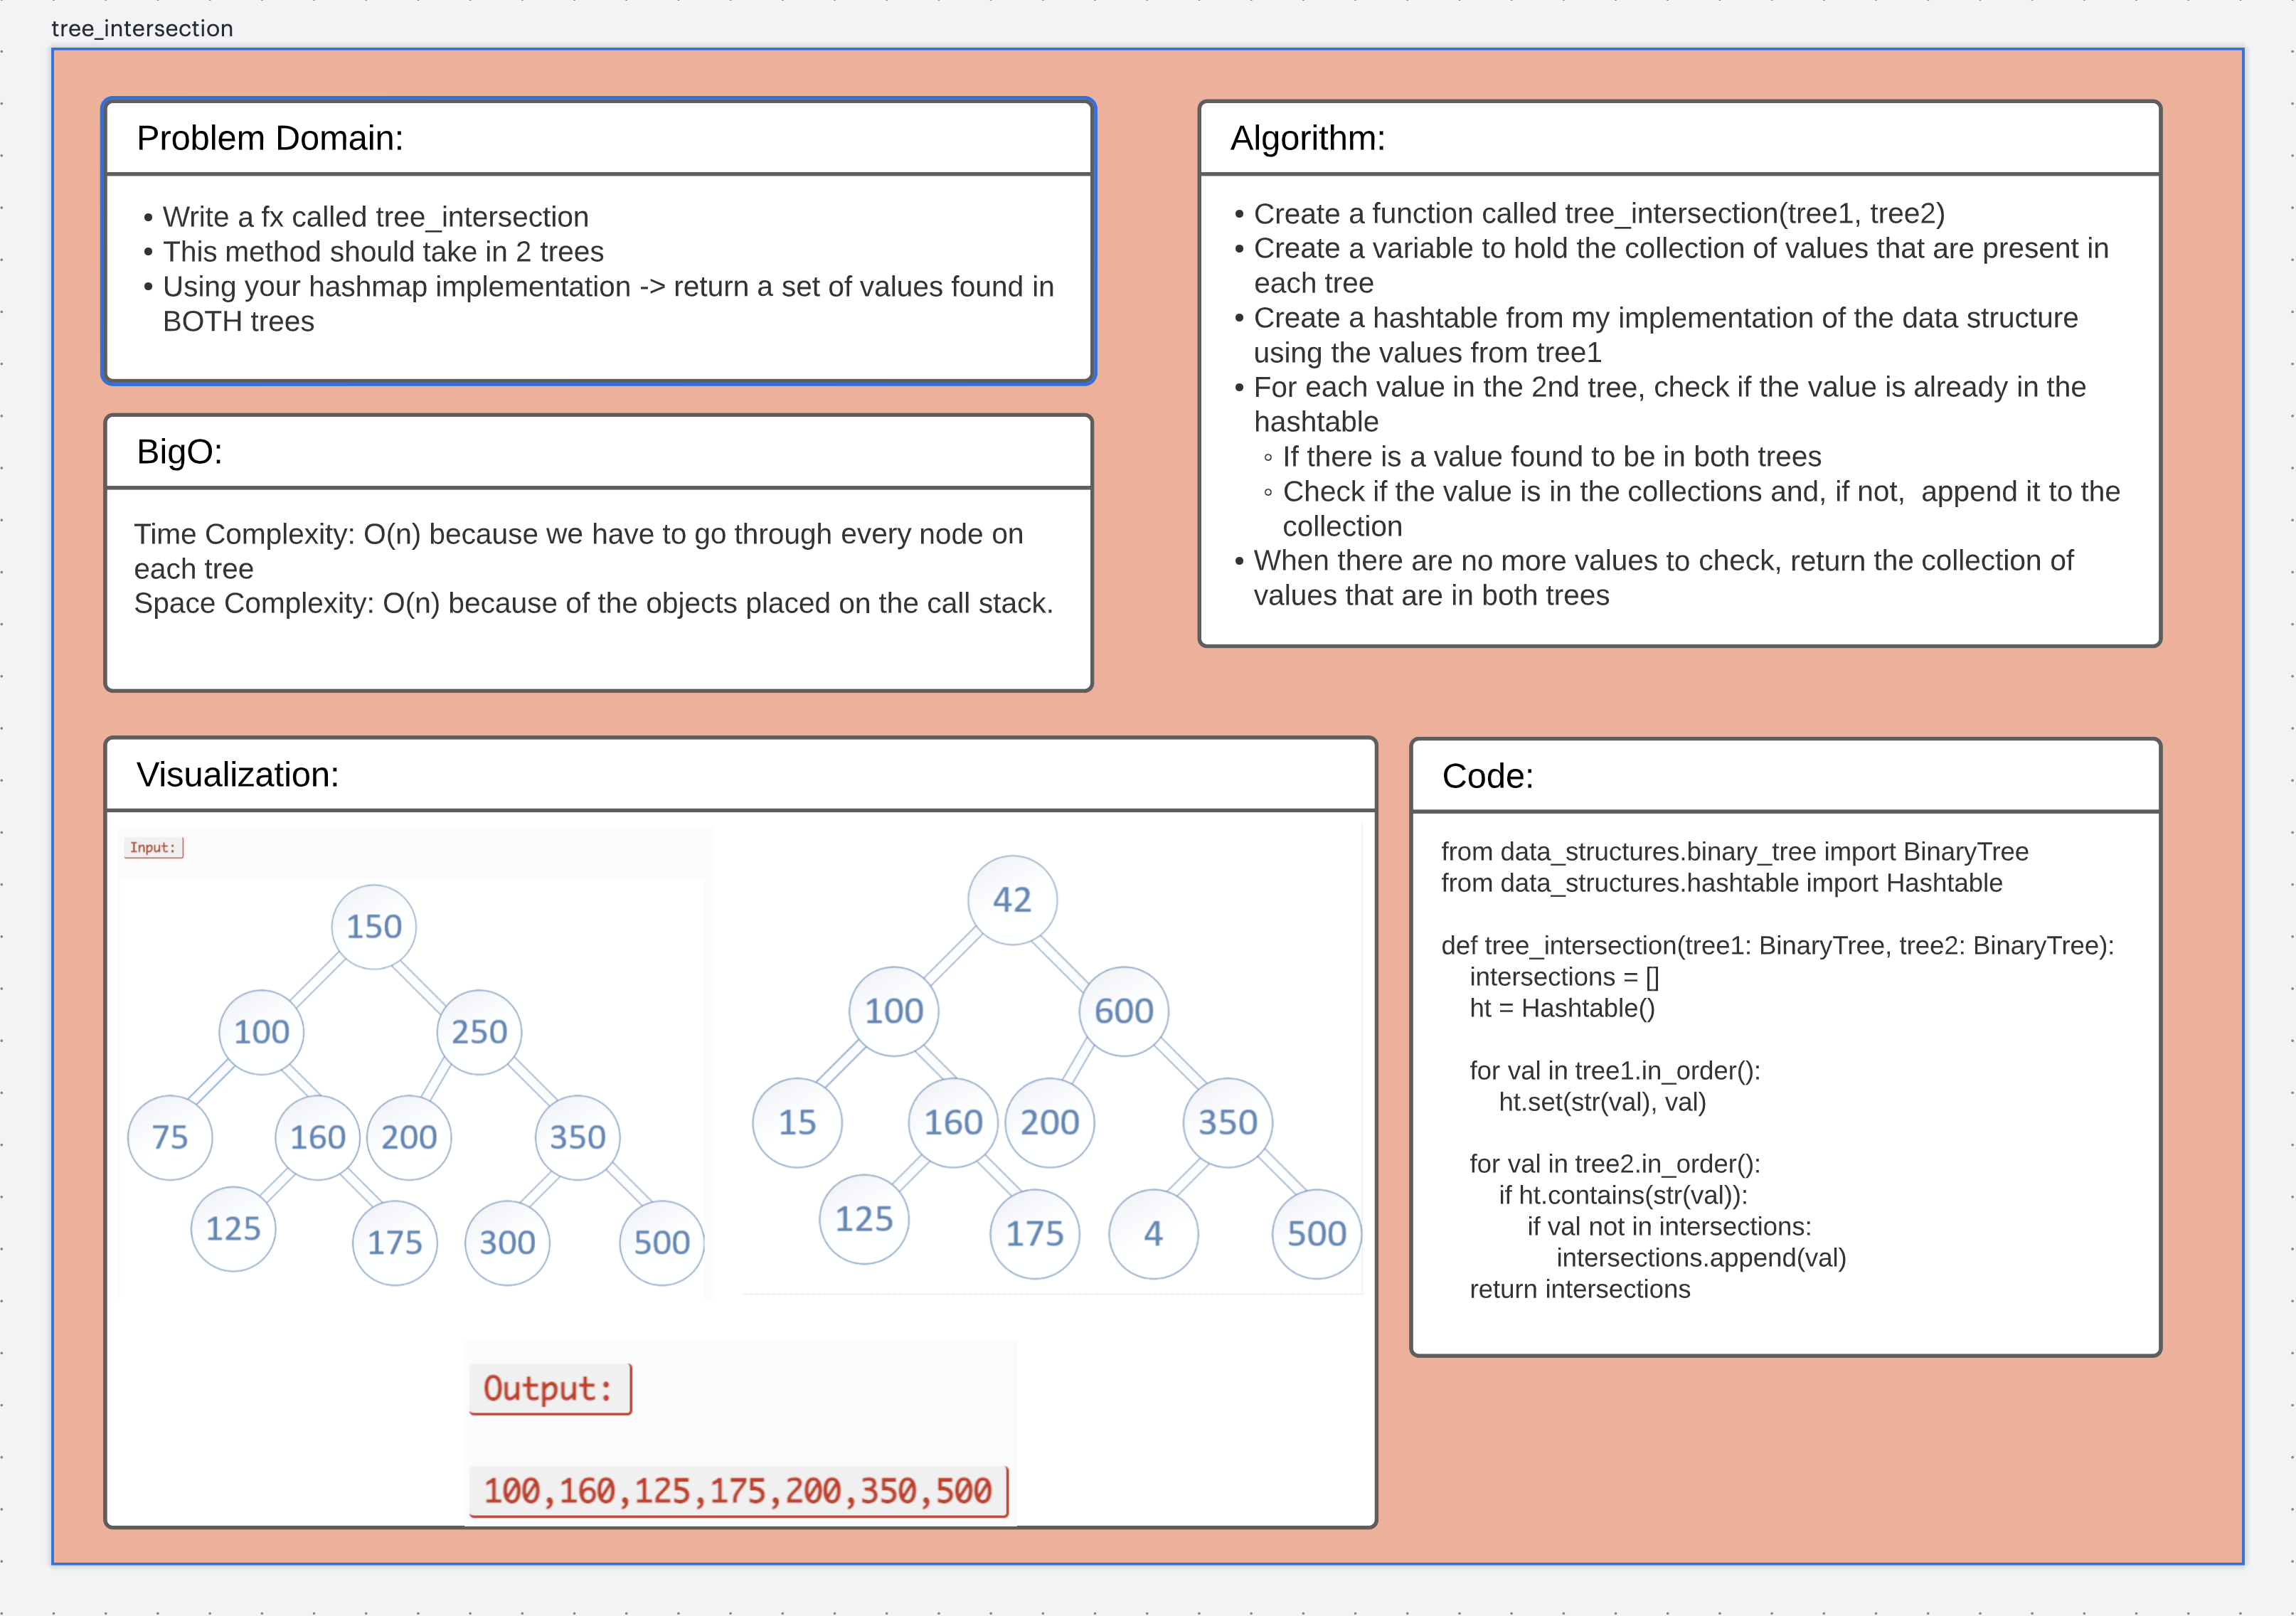 tree_intersection
Problem Domain:
• Write a fx called tree_intersection
• This method should take in 2 trees
• Using your hashmap implementation -> return a set of values found in
BOTH trees
BigO:
Time Complexity: O(n) because we have to go through every node on
each tree
Space Complexity: O(n) because of the objects placed on the call stack.
Algorithm:
• Create a function called tree_intersection(tree1, tree2)
• Create a variable to hold the collection of values that are present in
each tree
• Create a hashtable from my implementation of the data structure
using the values from tree1
• For each value in the 2nd tree, check if the value is already in the
hashtable
◦ If there is a value found to be in both trees
◦ Check if the value is in the collections and, if not,  append it to the
collection
• When there are no more values to check, return the collection of
values that are in both trees
Visualization:
Input:
150
100 250
75 160 200 350
125 175 300 500
42
100 600
15 160 200 350
125 175 4 500
Output:
100,160,125,175,200,350,500
Code:
from data_structures.binary_tree import BinaryTree
from data_structures.hashtable import Hashtable
def tree_intersection(tree1: BinaryTree, tree2: BinaryTree):
    intersections = []
    ht = Hashtable()
    for val in tree1.in_order():
        ht.set(str(val), val)
    for val in tree2.in_order():
        if ht.contains(str(val)):
            if val not in intersections:
                intersections.append(val)
    return intersections